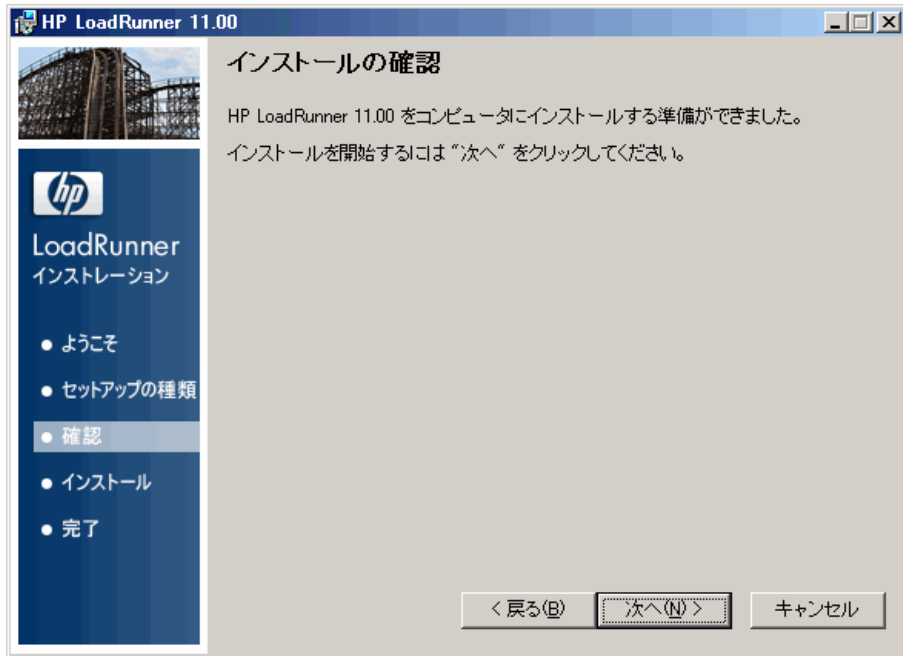 HP LoadRunner 11.00
インストールの確認
HP LoadRunner 11.00 をコンピュータにインストールする準備ができました。
インストールを開始するには “次へ” をクリックしてください。
hp
LoadRunner
インストレーション
● ようこそ
● セットアップの種類
● 確認
● インストール
● 完了
< 戻る(B)
次へ(N) >
キャンセル